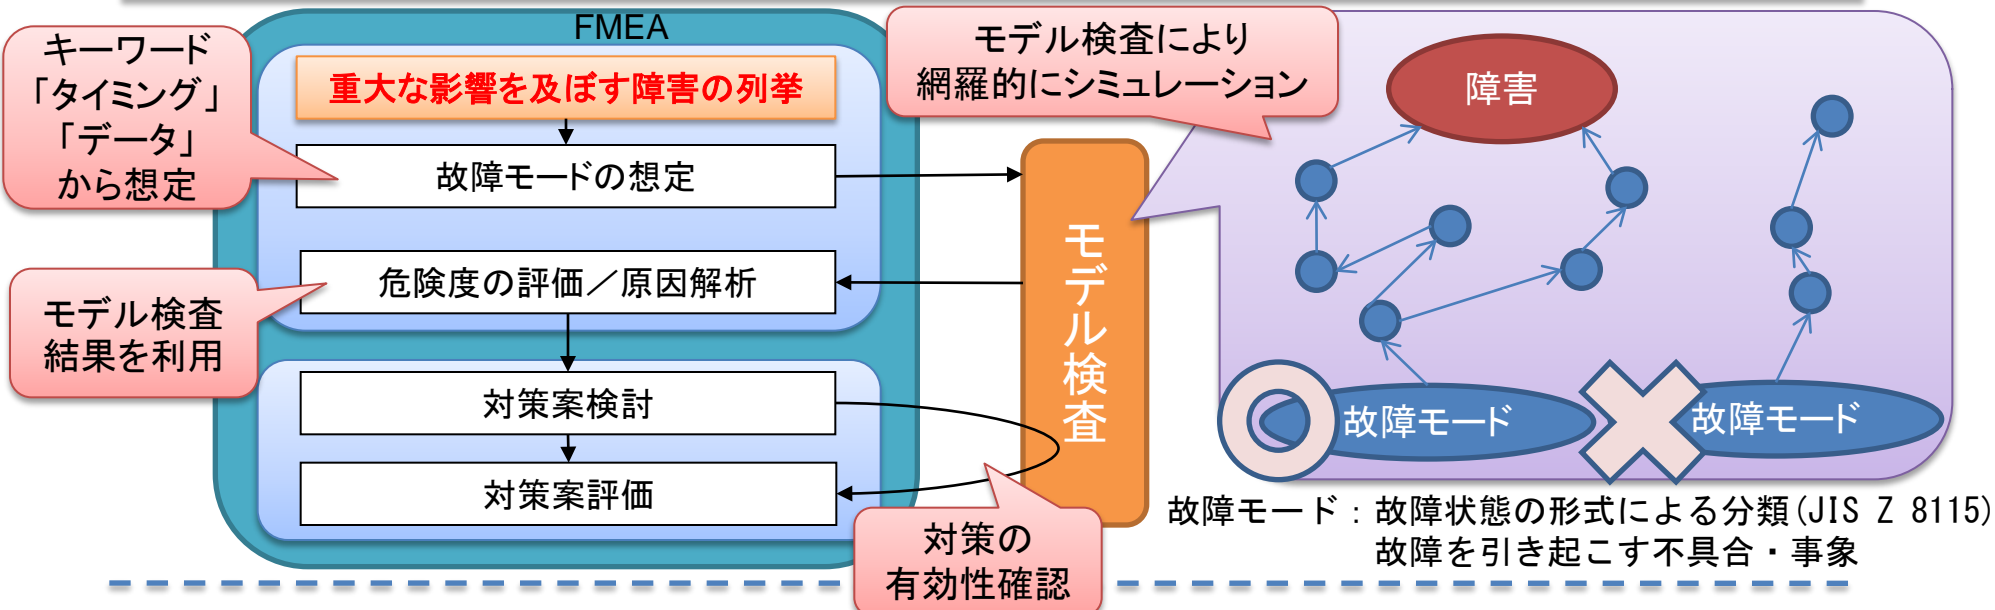 FMEA
キーワード
「タイミング」
「データ」
から想定
重大な影響を及ぼす障害の列挙
故障モードの想定
危険度の評価／原因解析
モデル検査
結果を利用
対策案検討
対策案評価
モデル検査により
網羅的にシミュレーション
モデル検査
対策の
有効性確認
障害
故障モード
故障モード
故障モード：故障状態の形式による分類(JIS Z 8115)
故障を引き起こす不具合・事象